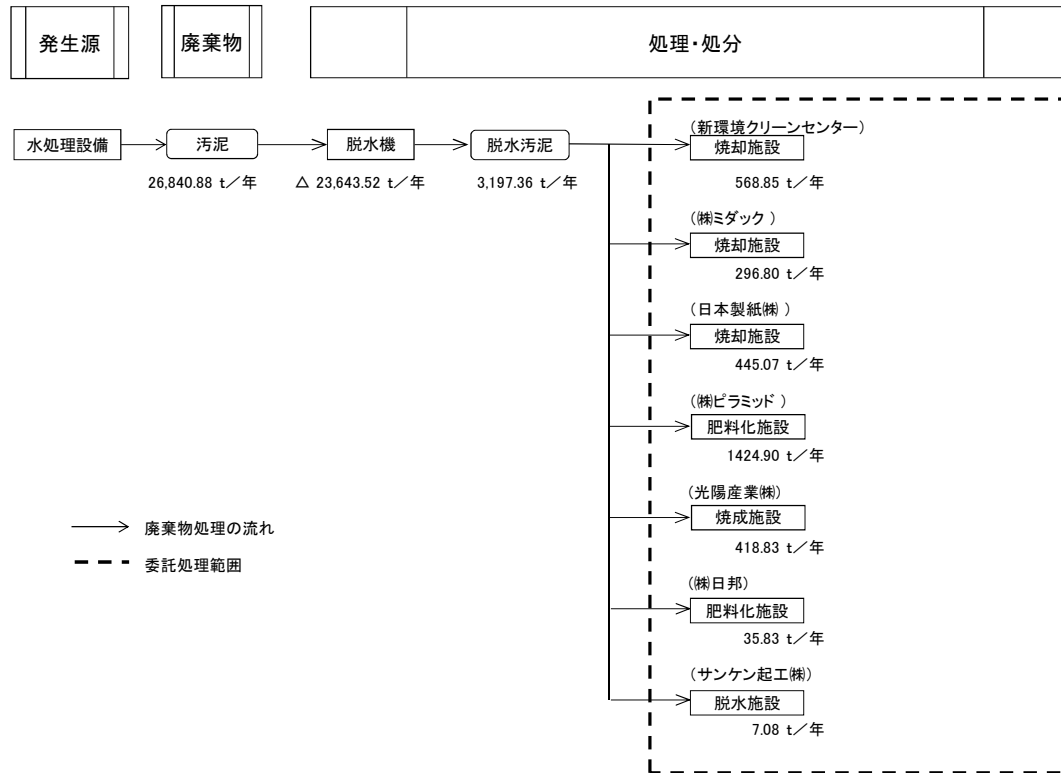 発生源
廃棄物
処理・処分
水処理設備
汚泥
脱水機
脱水汚泥
26,840.88 t／年
△ 23,643.52 t／年
3,197.36 t／年
(新環境クリーンセンター)
焼却施設
568.85 t／年
(㈱ミダック )
焼却施設
296.80 t／年
(日本製紙㈱ )
焼却施設
445.07 t／年
(㈱ピラミッド )
肥料化施設
1424.90 t／年
(光陽産業㈱)
焼成施設
418.83 t／年
廃棄物処理の流れ
委託処理範囲
(㈱日邦)
肥料化施設
35.83 t／年
(サンケン起工㈱)
脱水施設
7.08 t／年